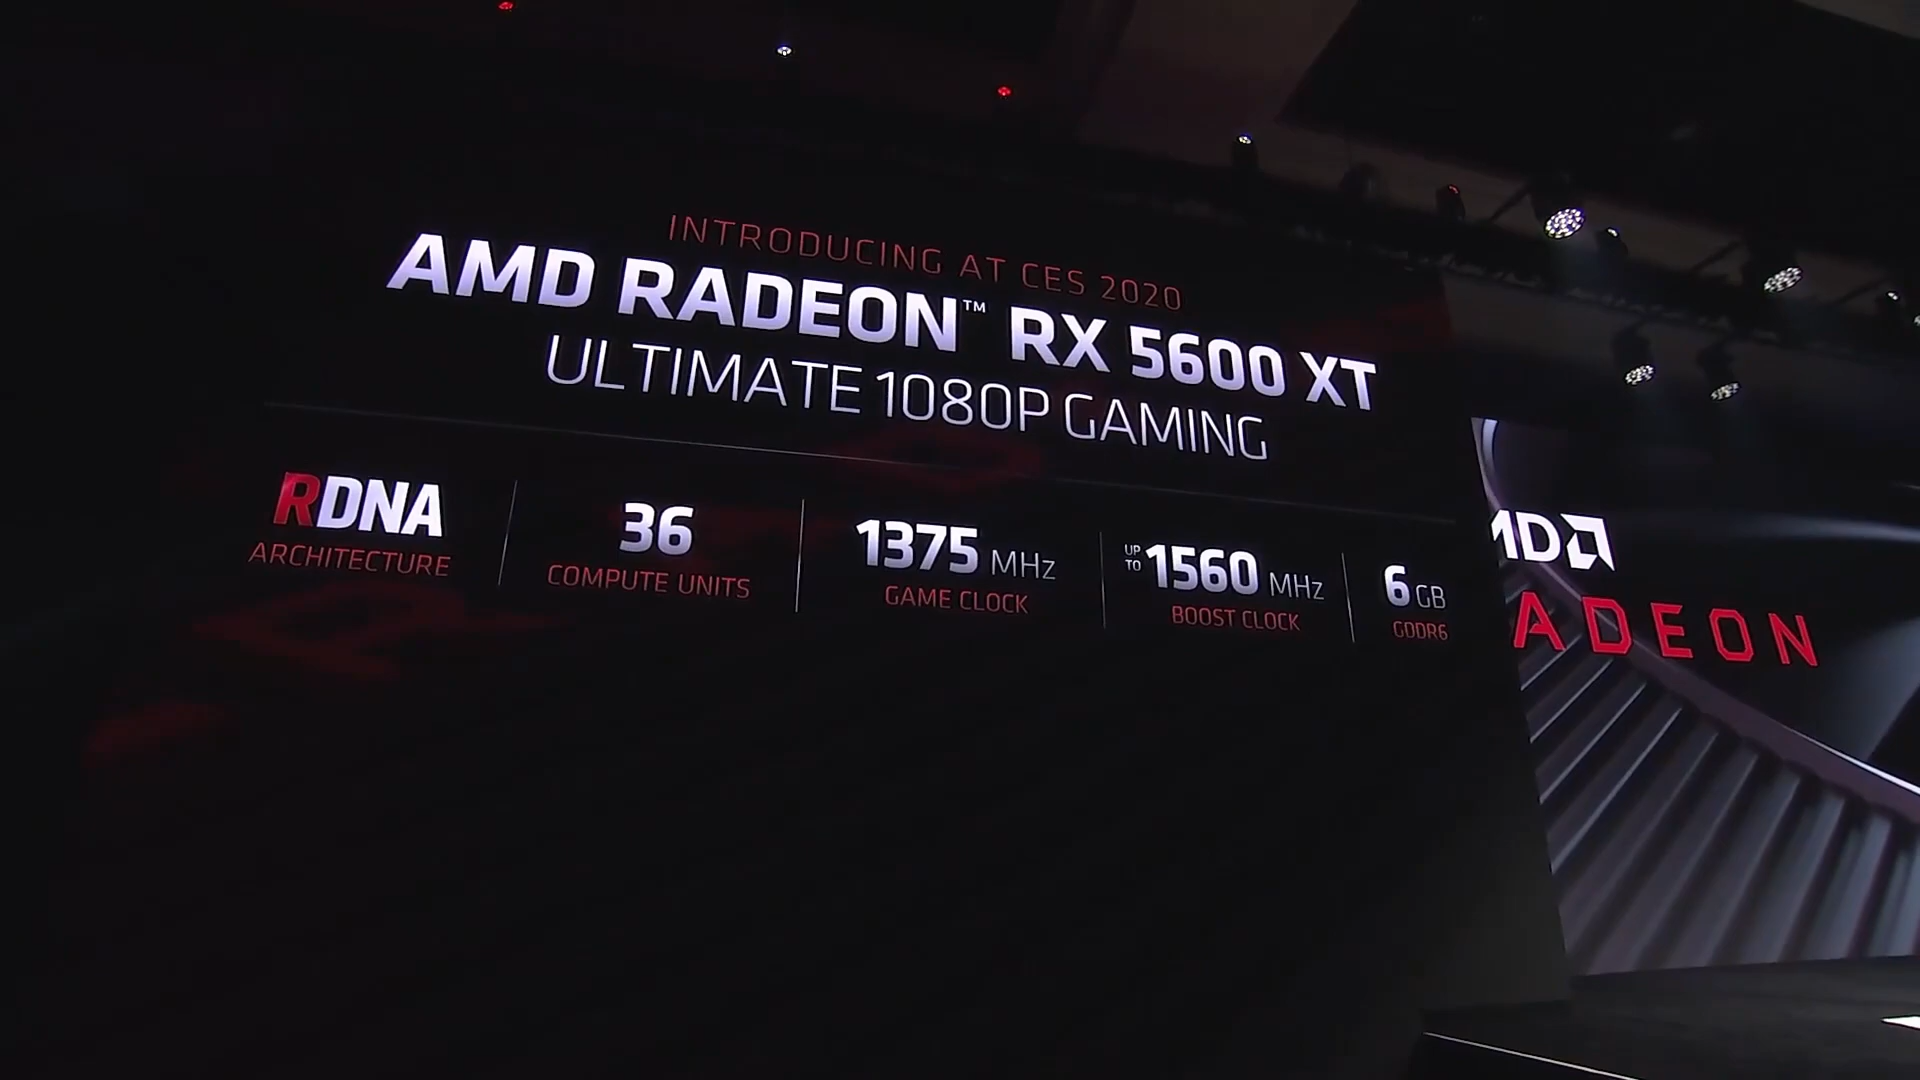 INTRODUCING AT CES 2020
AMD RADEON™ RX 5600 XT
ULTIMATE 1080P GAMING
RDNA
ARCHITECTURE
36
COMPUTE UNITS
1375 MHz
GAME CLOCK
UP TO 1560 MHz
BOOST CLOCK
6 GB
GDDR6
MD
ADEON